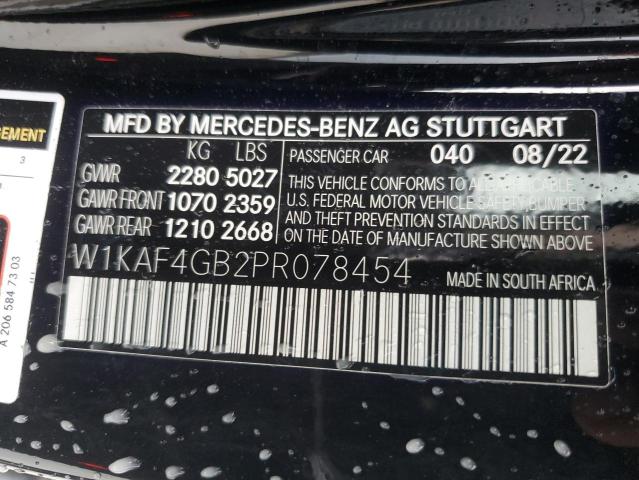 GEMENT
3
A 206 584 73 03
MFD BY MERCEDES-BENZ AG STUTTGART
KG LBS
GVWR 2280 5027
GAWR FRONT 1070 2359
GAWR REAR 1210 2668
PASSENGER CAR 040 08/22
THIS VEHICLE CONFORMS TO ALL APPLICABLE
U.S. FEDERAL MOTOR VEHICLE SAFETY, BUMPER
AND THEFT PREVENTION STANDARDS IN EFFECT
ON THE DATE OF MANUFACTURE SHOWN ABOVE
W1KAF4GB2PR078454
MADE IN SOUTH AFRICA